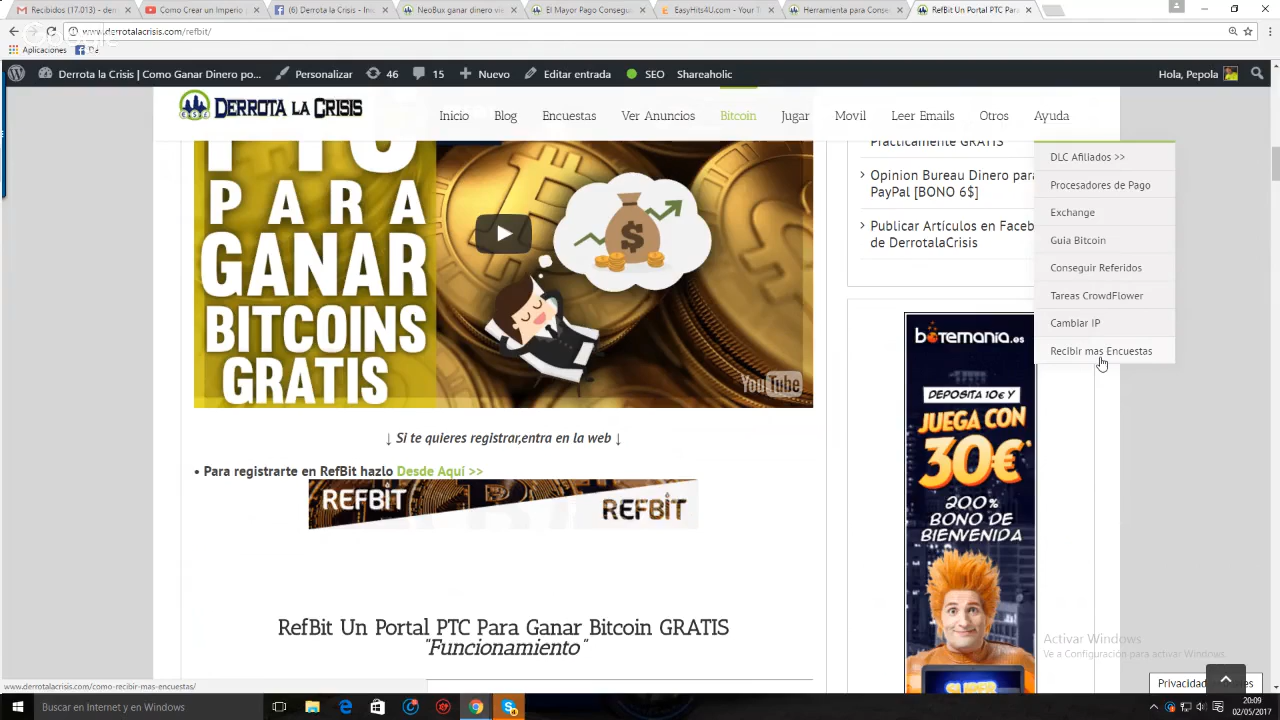 Recibidos (17.013) - derr
Como Crear un Imperio
(8) Derrota la Crisis - Inic
NeoBux ganar dinero vie
El Mayor Pago Consegu
EasyHits4U.com - Your T
Herramienta para Conse
RefBit Un Portal PTC Par
www.derrotalacrisis.com/refbit/
Aplicaciones
Derrota la Crisis | Como Ganar Dinero po...
Personalizar
46
15
Nuevo
Editar entrada
SEO
Shareaholic
Hola, Pepola
DERROTA LA CRISIS
Inicio
Blog
Encuestas
Ver Anuncios
Bitcoin
Jugar
Movil
Leer Emails
Otros
Ayuda
PTC
PARA
GANAR
BITCOINS
GRATIS
$
YouTube
Practicamente GRATIS
Opinion Bureau Dinero para
PayPal [BONO 6$]
Publicar Artículos en Faceb
de DerrotalaCrisis
DLC Afiliados >>
Procesadores de Pago
Exchange
Guia Bitcoin
Conseguir Referidos
Tareas CrowdFlower
Cambiar IP
Recibir mas Encuestas
botemanía.es
DEPOSITA 10€ Y
JUEGA CON
30€
200%
BONO DE
BIENVENIDA
SUPER
↓ Si te quieres registrar,entra en la web ↓
• Para registrarte en RefBit hazlo Desde Aquí >>
REFBIT
REFBIT
RefBit Un Portal PTC Para Ganar Bitcoin GRATIS
"Funcionamiento"
Activar Windows
Ve a Configuración para activar Windows.
www.derrotalacrisis.com/como-recibir-mas-encuestas/
Buscar en Internet y en Windows
20:09
02/05/2017